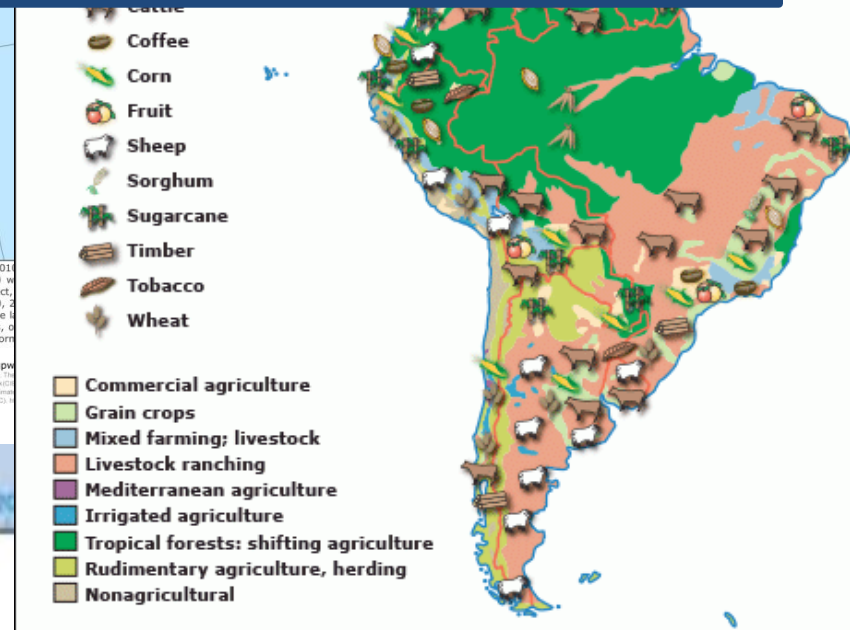 Cattle
Coffee
Corn
Fruit
Sheep
Sorghum
Sugarcane
Timber
Tobacco
Wheat
Commercial agriculture
Grain crops
Mixed farming; livestock
Livestock ranching
Mediterranean agriculture
Irrigated agriculture
Tropical forests: shifting agriculture
Rudimentary agriculture, herding
Nonagricultural